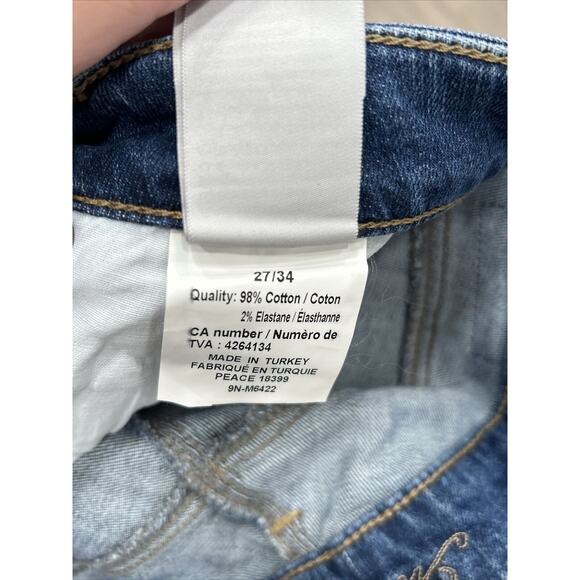 27/34
Quality: 98% Cotton / Coton
2% Elastane / Élasthanne
CA number / Numèro de
TVA : 4264134
MADE IN TURKEY
FABRIQUÉ EN TURQUIE
PEACE 18399
9N-M6422